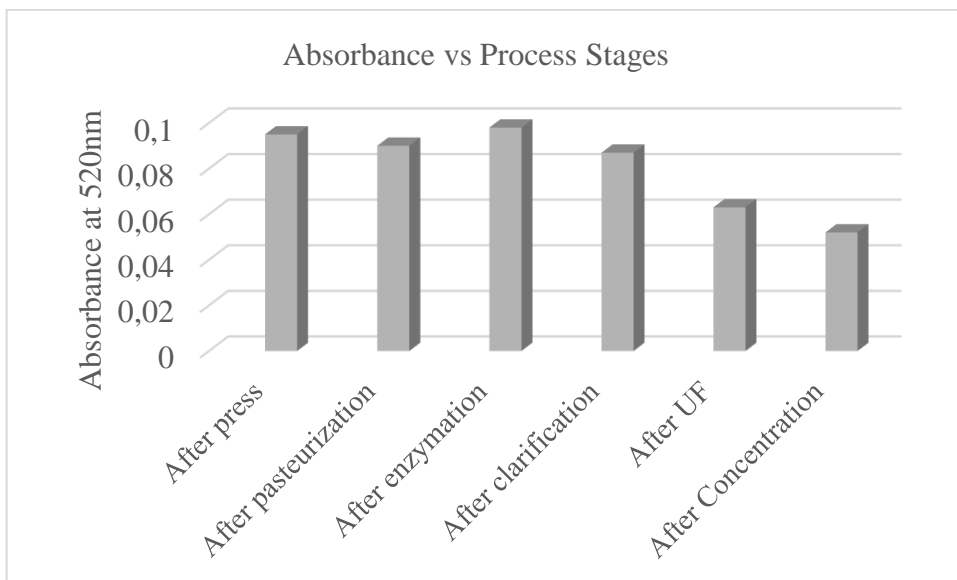 Absorbance vs Process Stages
Absorbance at 520nm
0,1
0,08
0,06
0,04
0,02
0
After press
After pasteurization
After enzymation
After clarification
After UF
After Concentration